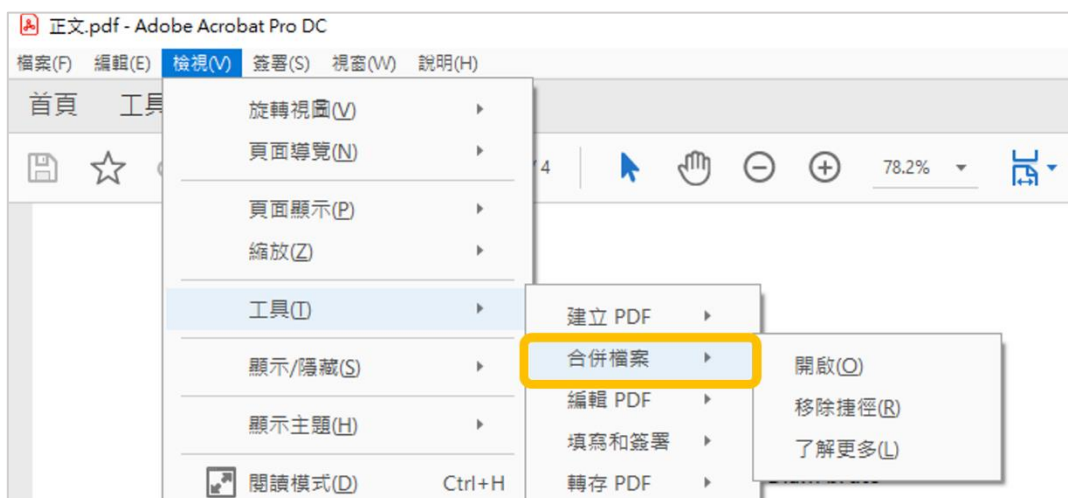 正文.pdf - Adobe Acrobat Pro DC
檔案(F) 編輯(E) 檢視(V) 簽署(S) 視窗(W) 說明(H)
首頁 工具
/ 4 78.2%
旋轉視圖(V)
頁面導覽(N)
頁面顯示(P)
縮放(Z)
工具(T)
顯示/隱藏(S)
顯示主題(H)
閱讀模式(D) Ctrl+H
建立 PDF
合併檔案
編輯 PDF
填寫和簽署
轉存 PDF
開啟(O)
移除捷徑(R)
了解更多(L)